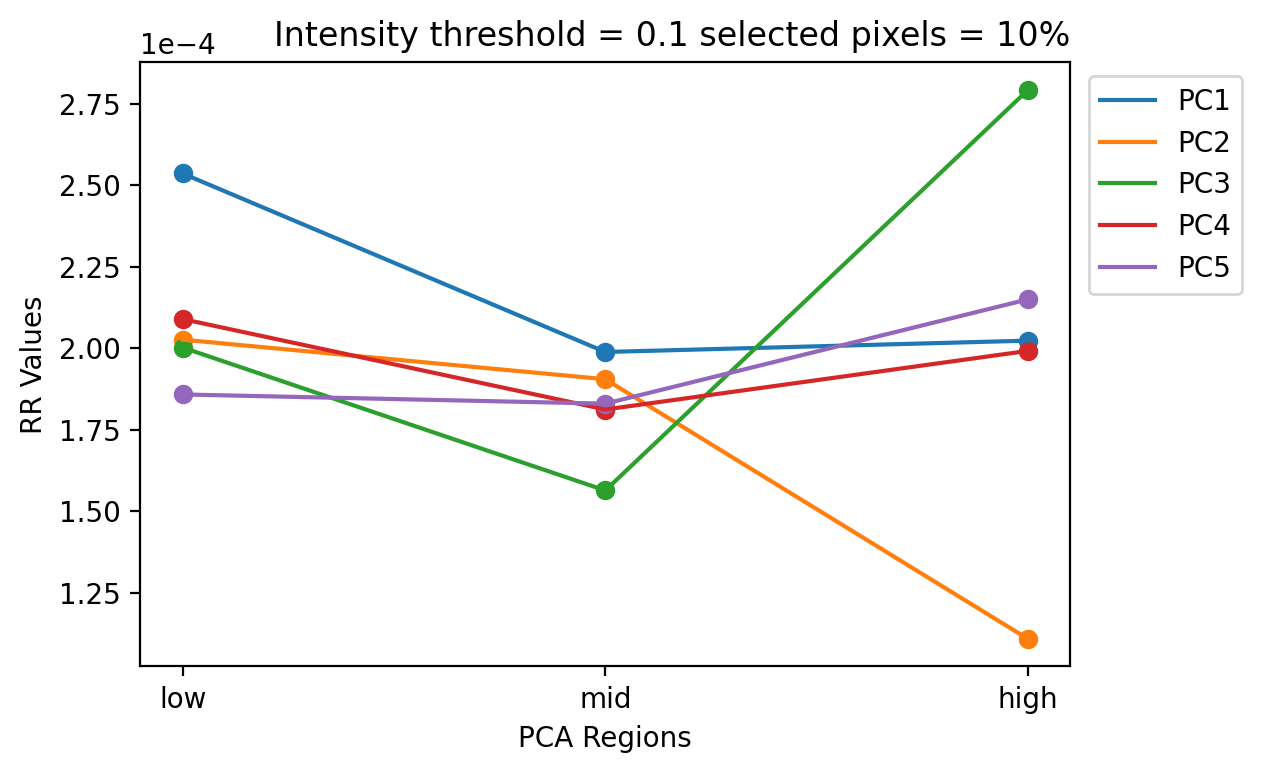 Intensity threshold = 0.1 selected pixels = 10%
1e−4
2.75
2.50
2.25
2.00
1.75
1.50
1.25
RR Values
low mid high
PCA Regions
PC1
PC2
PC3
PC4
PC5